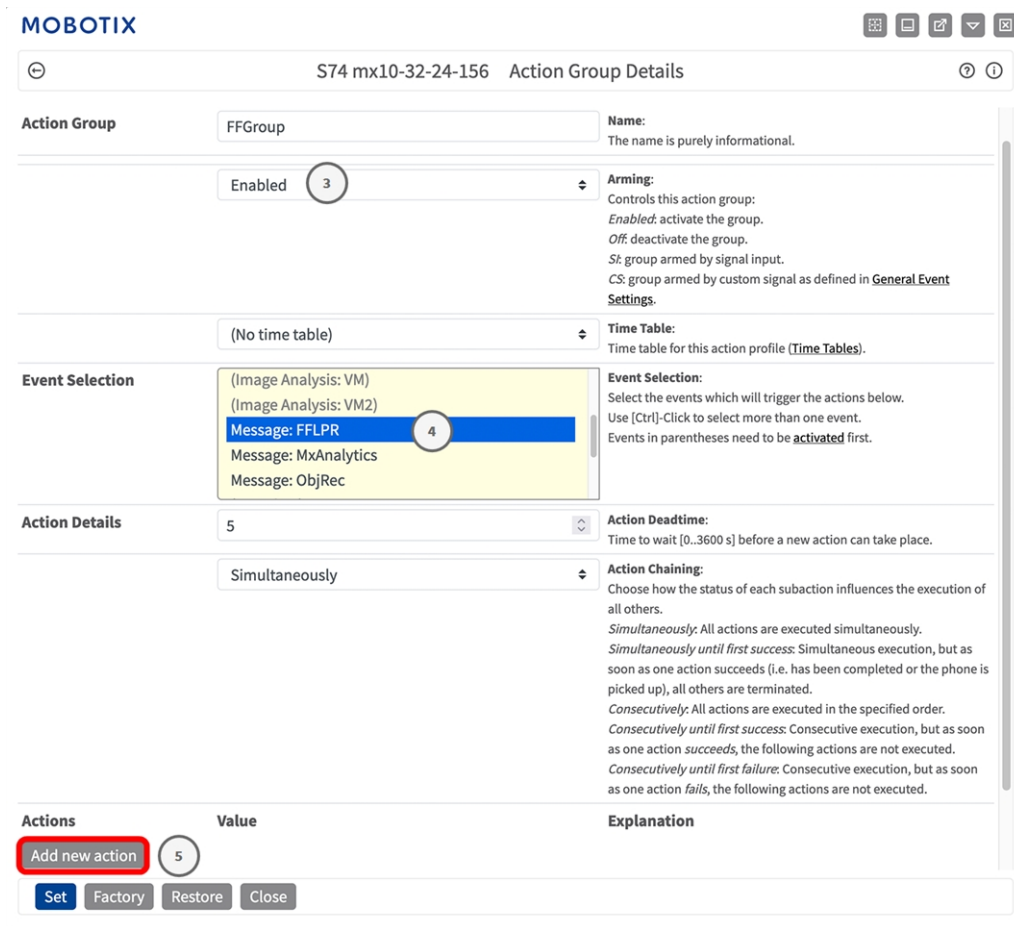 MOBOTIX
S74 mx10-32-24-156 Action Group Details
Action Group
FFGroup
Name:
The name is purely informational.
Enabled
3
Arming:
Controls this action group:
Enabled: activate the group.
Off: deactivate the group.
SI: group armed by signal input.
CS: group armed by custom signal as defined in General Event
Settings.
(No time table)
Time Table:
Time table for this action profile (Time Tables).
Event Selection
(Image Analysis: VM)
(Image Analysis: VM2)
Message: FFLPR
4
Message: MxAnalytics
Message: ObjRec
Event Selection:
Select the events which will trigger the actions below.
Use [Ctrl]-Click to select more than one event.
Events in parentheses need to be activated first.
Action Details
5
Action Deadtime:
Time to wait [0..3600 s] before a new action can take place.
Simultaneously
Action Chaining:
Choose how the status of each subaction influences the execution of
all others.
Simultaneously: All actions are executed simultaneously.
Simultaneously until first success: Simultaneous execution, but as
soon as one action succeeds (i.e. has been completed or the phone is
picked up), all others are terminated.
Consecutively: All actions are executed in the specified order.
Consecutively until first success: Consecutive execution, but as soon
as one action succeeds, the following actions are not executed.
Consecutively until first failure: Consecutive execution, but as soon
as one action fails, the following actions are not executed.
Actions Value Explanation
Add new action
5
Set Factory Restore Close